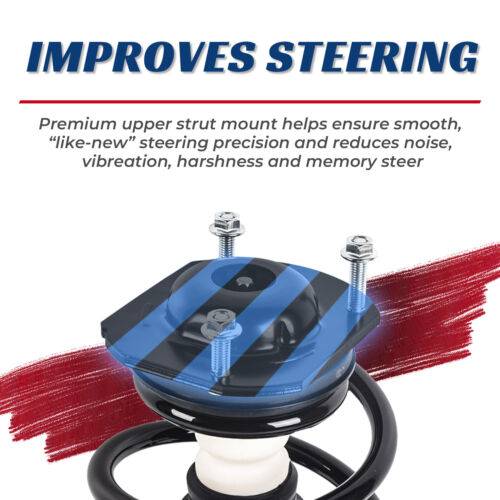 IMPROVES STEERING
Premium upper strut mount helps ensure smooth,
“like-new” steering precision and reduces noise,
vibreation, harshness and memory steer